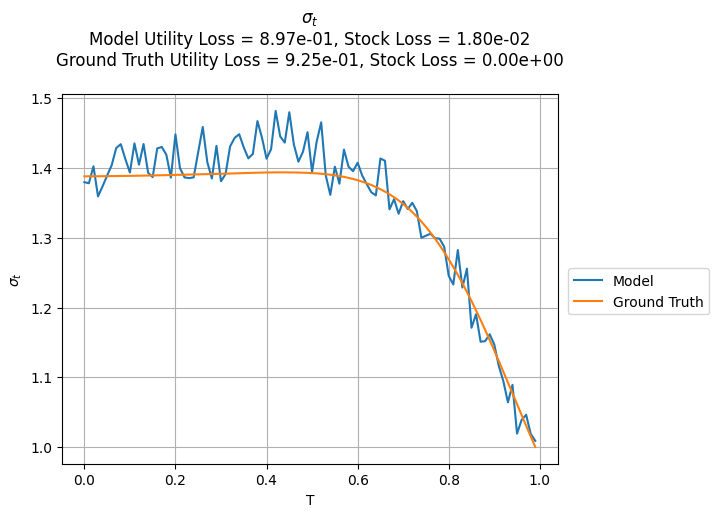 σt
Model Utility Loss = 8.97e-01, Stock Loss = 1.80e-02
Ground Truth Utility Loss = 9.25e-01, Stock Loss = 0.00e+00
1.5
1.4
1.3
1.2
1.1
1.0
σt
0.0 0.2 0.4 0.6 0.8 1.0
T
Model
Ground Truth